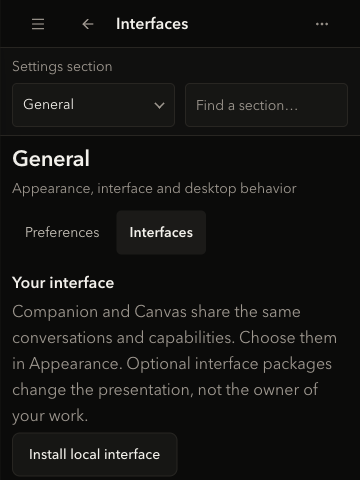 Interfaces
Settings section
General
Find a section...
General
Appearance, interface and desktop behavior
Preferences
Interfaces
Your interface
Companion and Canvas share the same
conversations and capabilities. Choose them
in Appearance. Optional interface packages
change the presentation, not the owner of
your work.
Install local interface